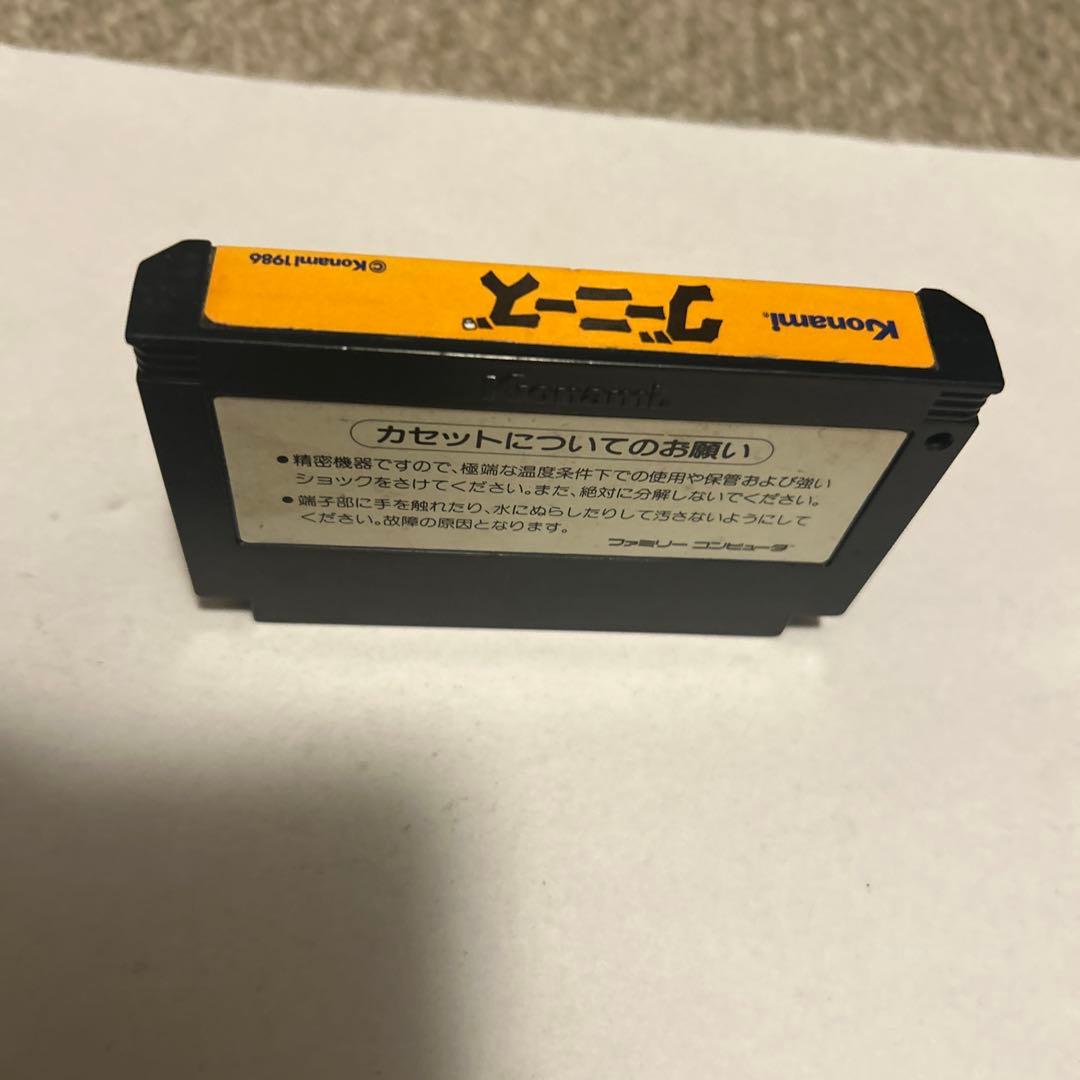 Konami®
グーニーズ
©Konami 1986
Konami®
カセットについてのお願い
●精密機器ですので、極端な温度条件下での使用や保管および強い
ショックをさけてください。また、絶対に分解しないでください。
●端子部に手を触れたり、水にぬらしたりして汚さないようにして
ください。故障の原因となります。
ファミリー コンピュータ